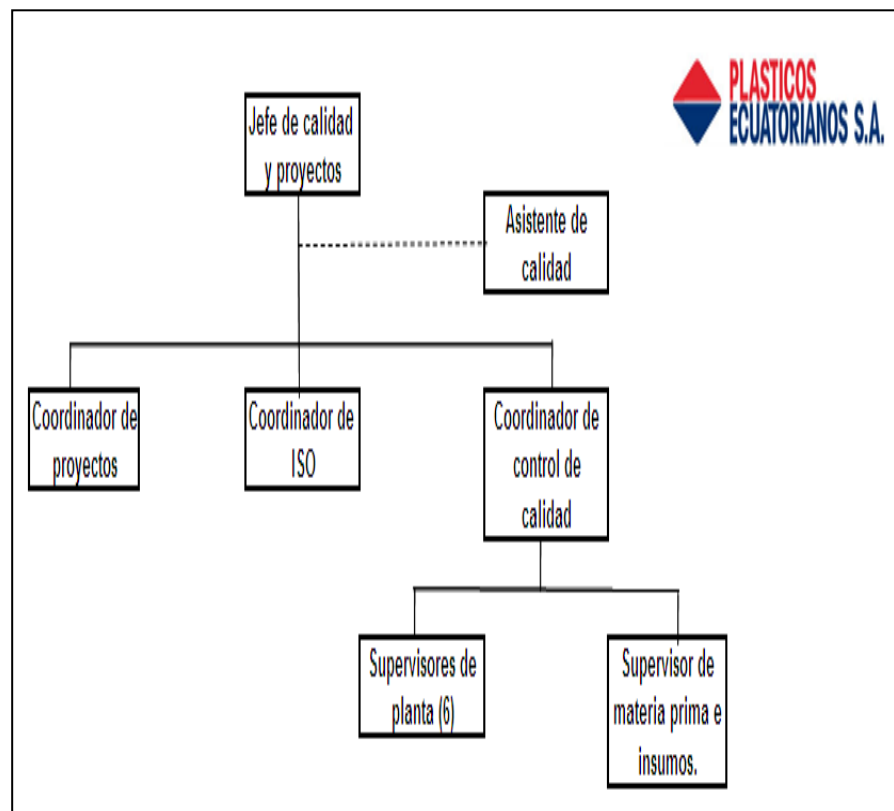 PLASTICOS
ECUATORIANOS S.A.
Jefe de calidad
y proyectos
Asistente de
calidad
Coordinador de
proyectos
Coordinador de
ISO
Coordinador de
control de
calidad
Supervisores de
planta (6)
Supervisor de
materia prima e
insumos.